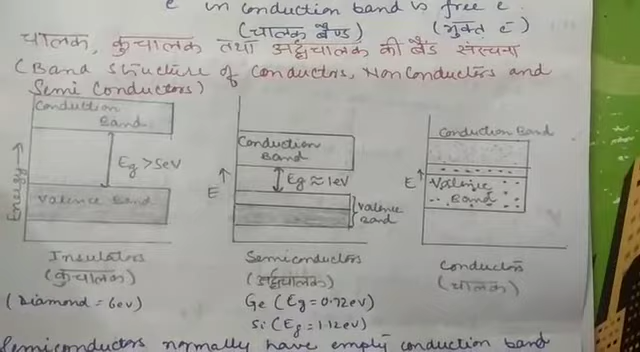 e in conduction band is free e.
(चालक बैण्ड) (मुक्त e)
चालक, कुचालक तथा अर्द्धचालक की बैंड संरचना
(Band Structure of Conductors, Non Conductors and
Semi Conductors)
Conduction
Band
Eg > 5eV
Valence Band
Energy
Insulators
(कुचालक)
(Diamond = 6ev)
Conduction
Band
Eg ≈ 1eV
E
Valence
Band
Semiconductors
(अर्द्धचालक)
Ge (Eg = 0.72ev)
Si (Eg = 1.12ev)
Conduction Band
E
Valence
Band
Conductors
(चालक)
Semiconductors normally have empty conduction band